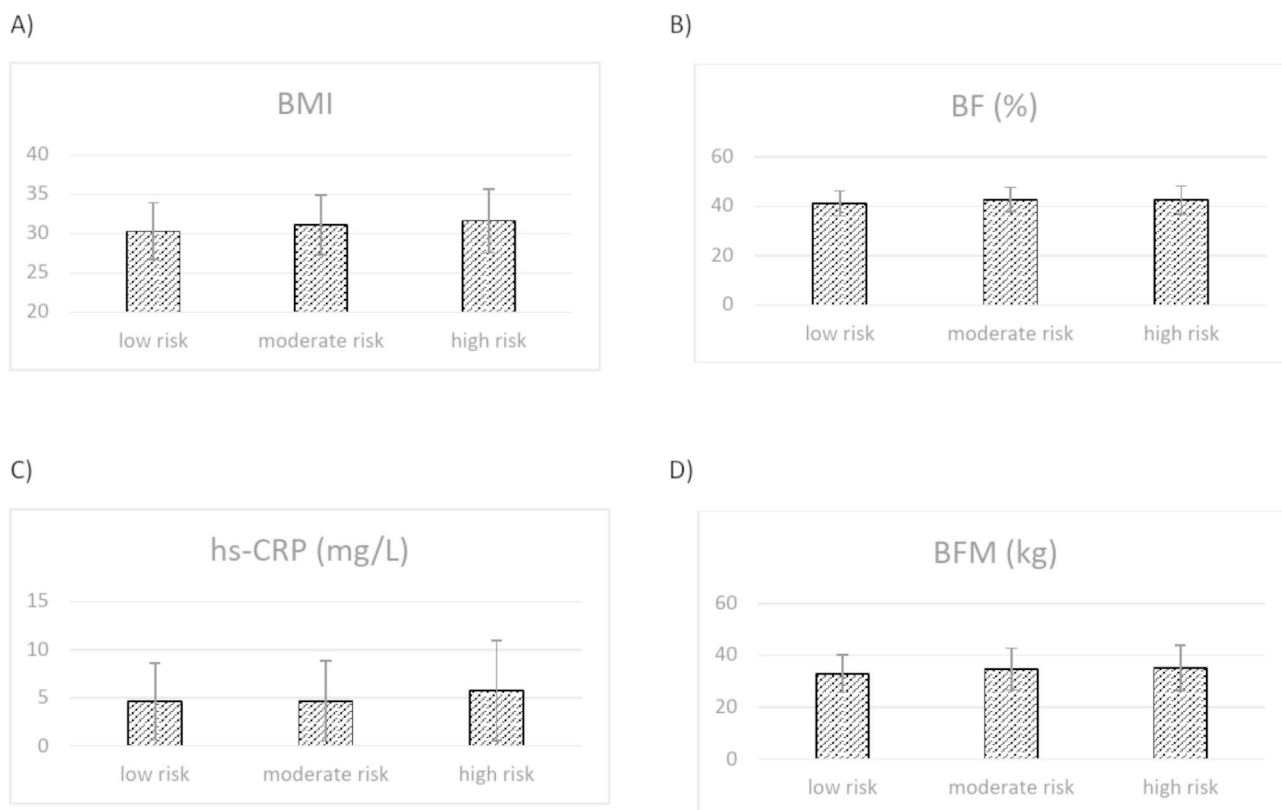 A)
BMI
40
35
30
25
20
low risk moderate risk high risk
B)
BF (%)
60
40
20
0
low risk moderate risk high risk
C)
hs-CRP (mg/L)
15
10
5
0
low risk moderate risk high risk
D)
BFM (kg)
60
40
20
0
low risk moderate risk high risk